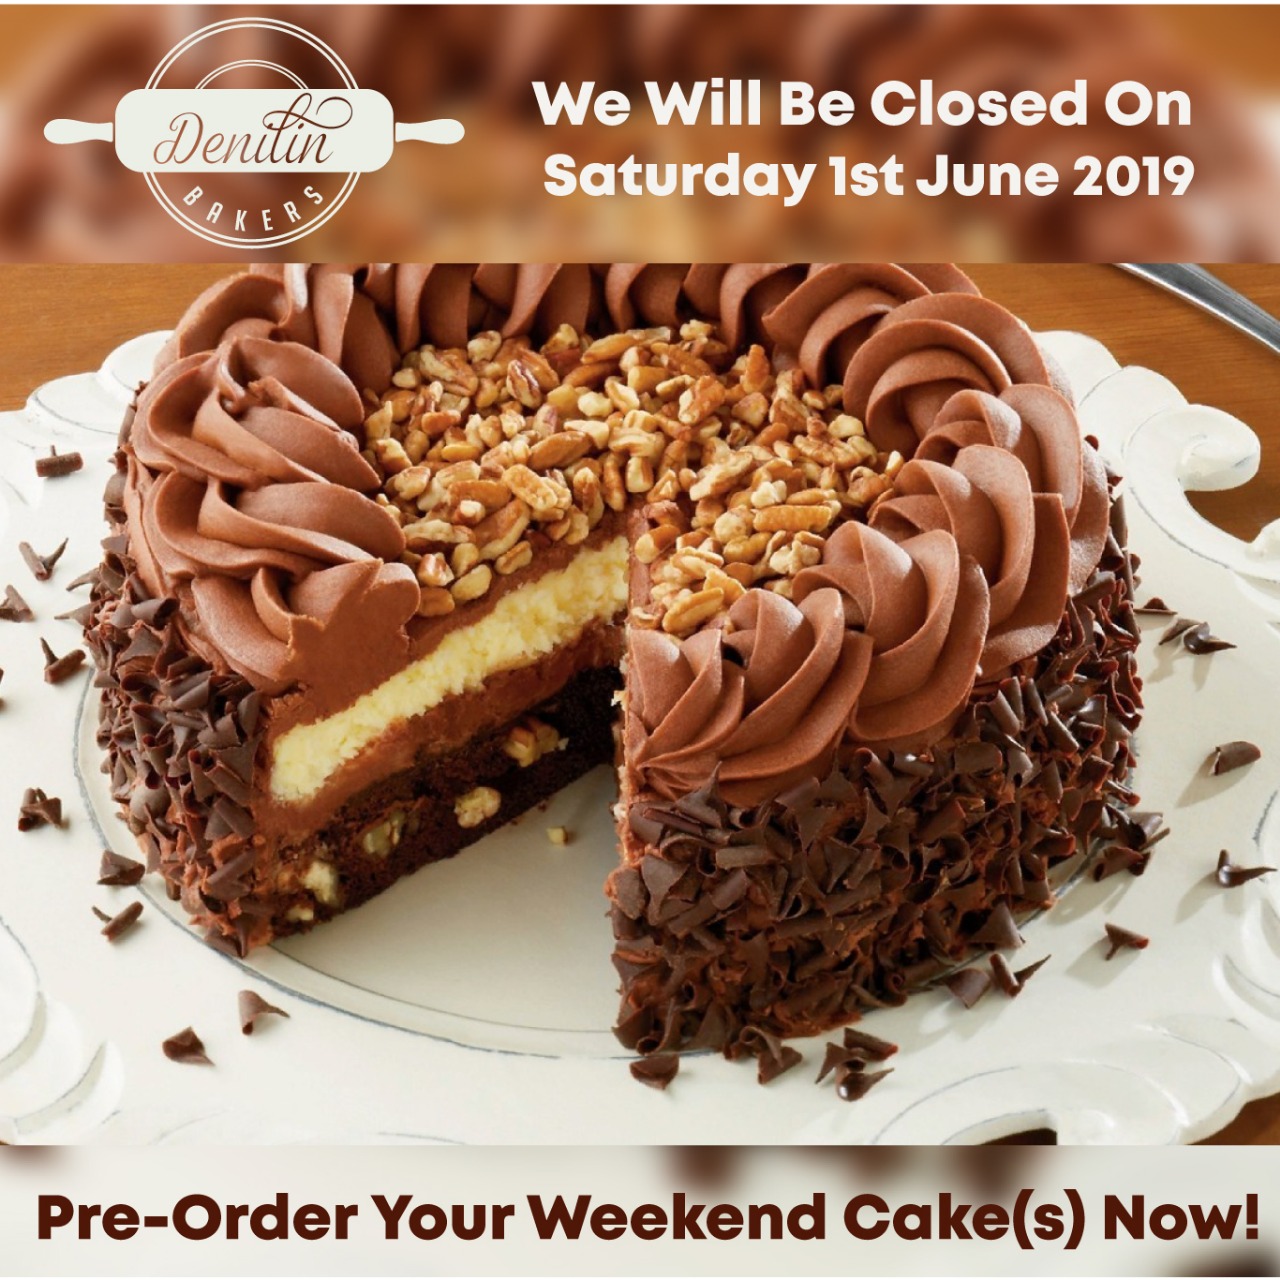 Denilin
BAKERS
We Will Be Closed On
Saturday 1st June 2019
Pre-Order Your Weekend Cake(s) Now!